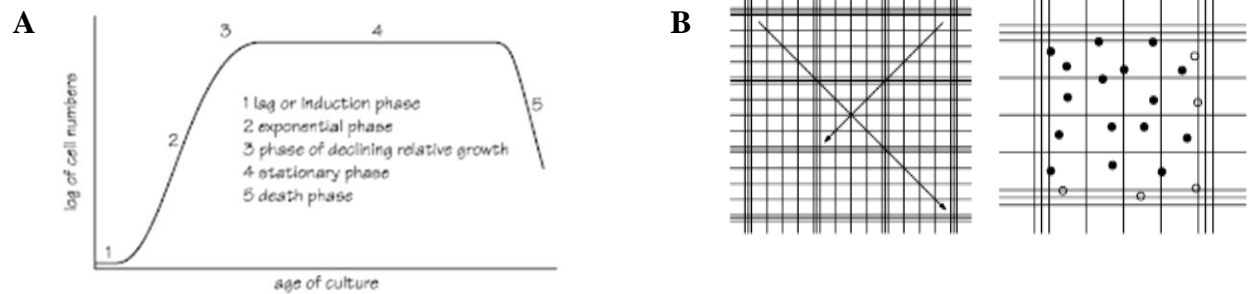 A
B
3
4
log of cell numbers
1 lag or induction phase
5
2
2 exponential phase
3 phase of declining relative growth
4 stationary phase
5 death phase
1
age of culture